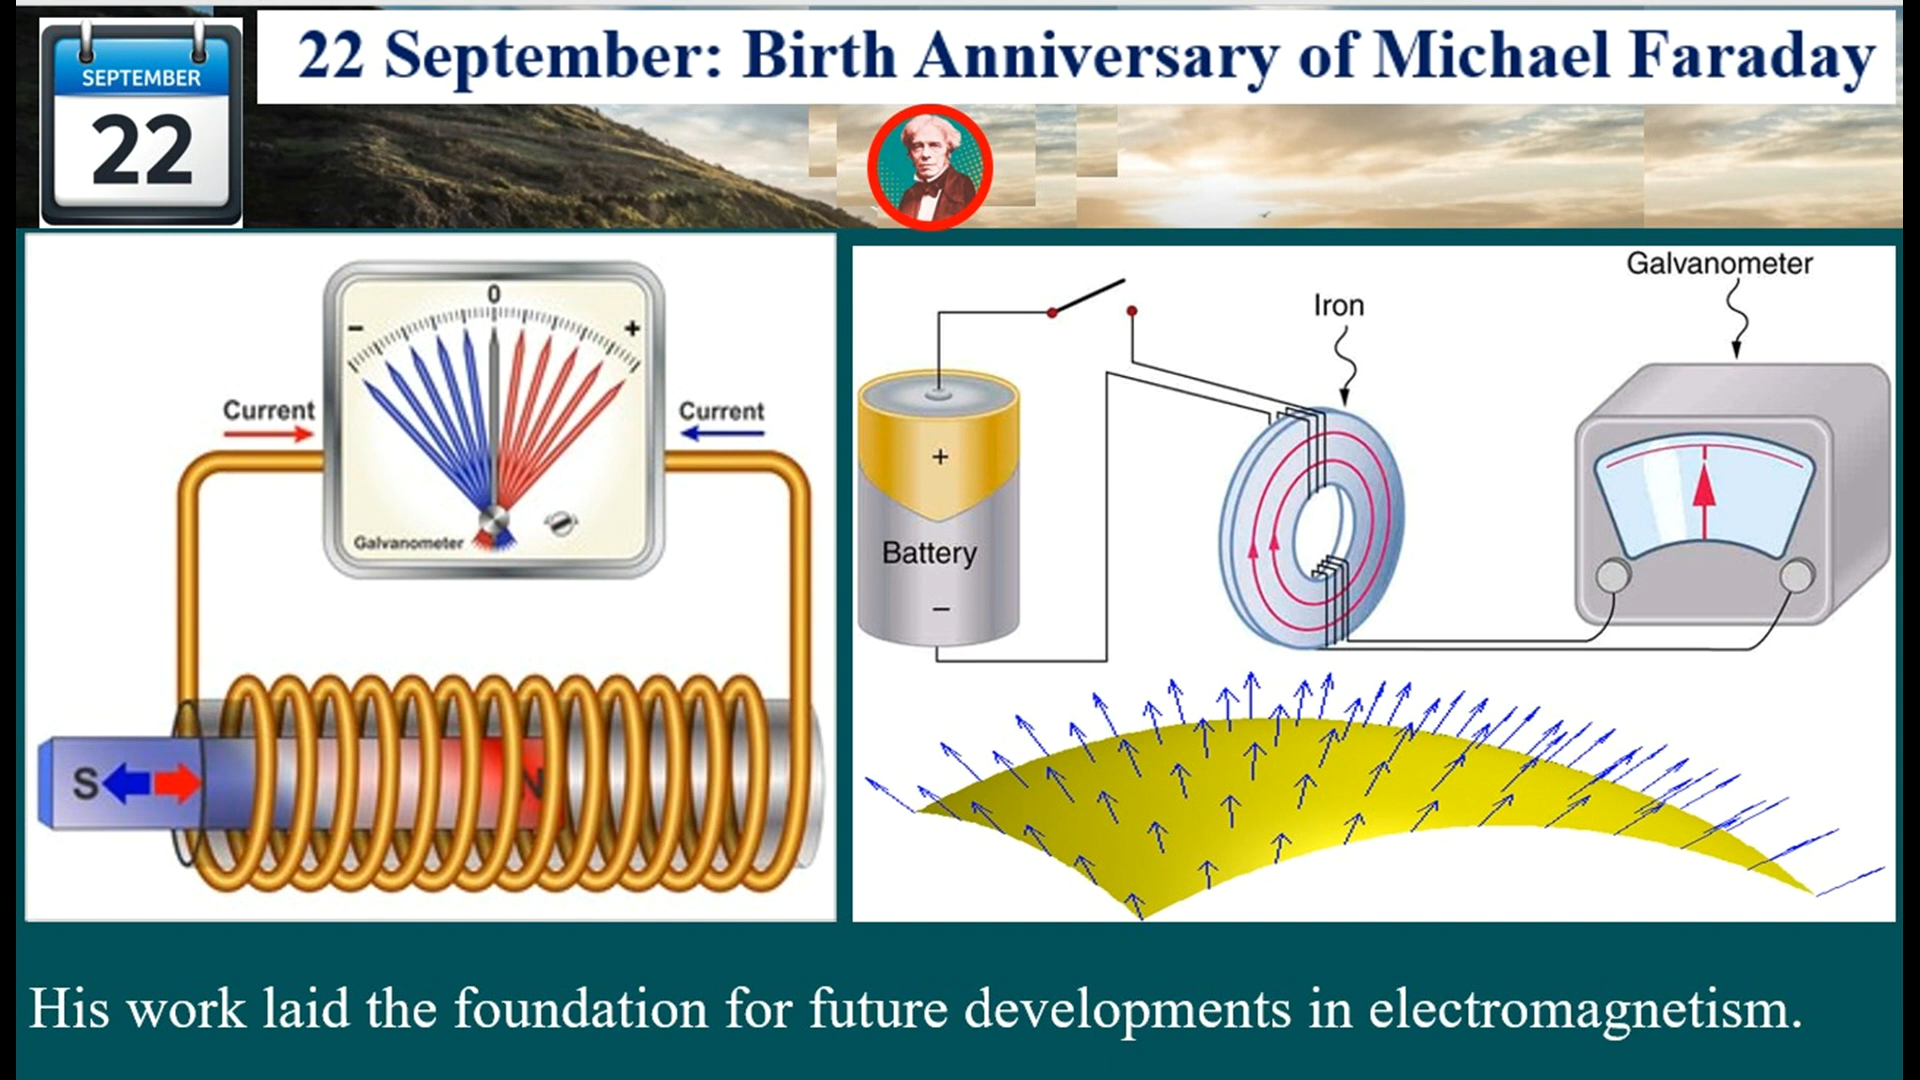 22 September: Birth Anniversary of Michael Faraday
SEPTEMBER
22
0
− +
Current
Current
Galvanometer
S N
Galvanometer
Iron
+
Battery
−
His work laid the foundation for future developments in electromagnetism.